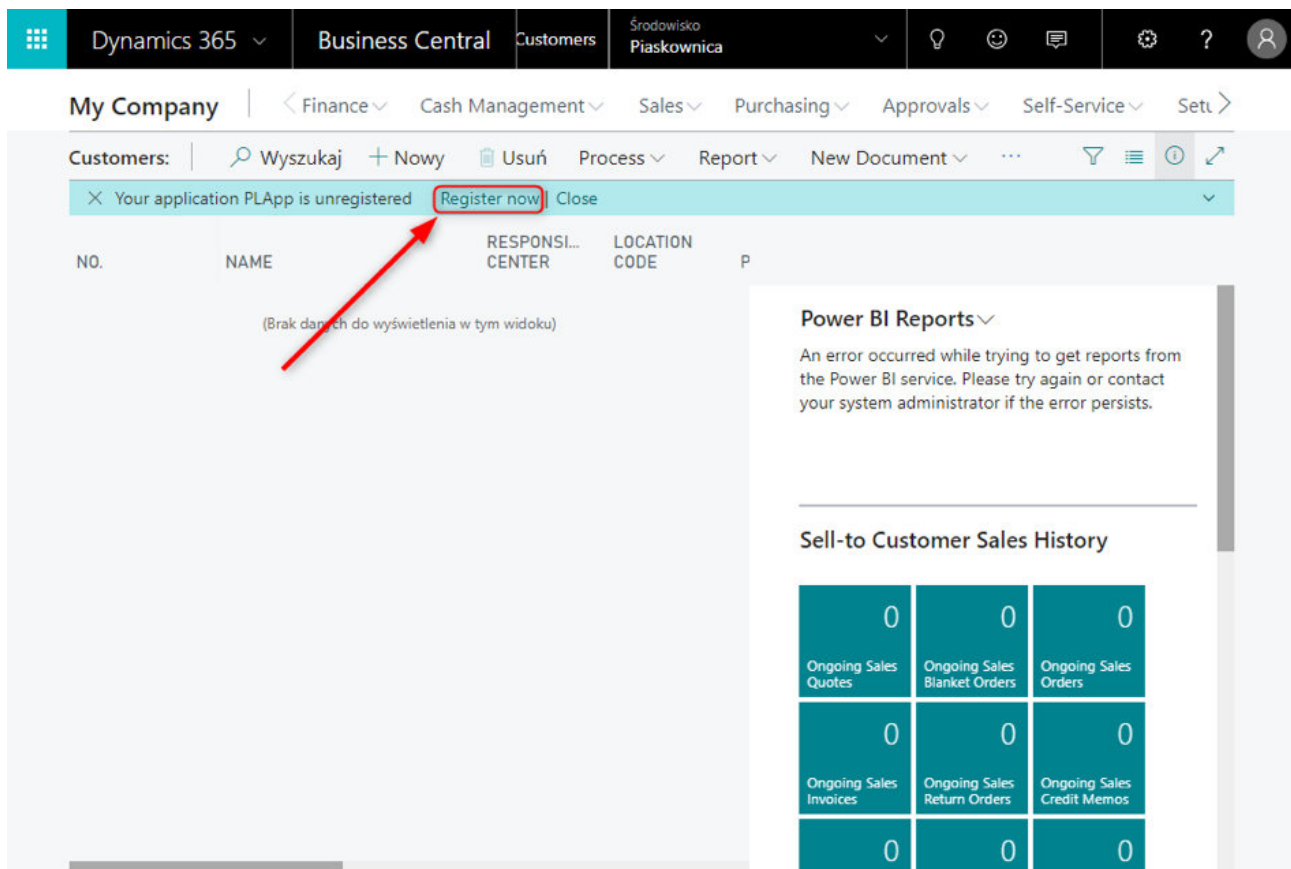 Dynamics 365 Business Central Customers Środowisko Piaskownica ?
My Company Finance Cash Management Sales Purchasing Approvals Self-Service Setu
Customers: Wyszukaj Nowy Usuń Process Report New Document ...
Your application PLApp is unregistered Register now | Close
NO. NAME RESPONSI... CENTER LOCATION CODE P
(Brak danych do wyświetlenia w tym widoku)
Power BI Reports
An error occurred while trying to get reports from
the Power BI service. Please try again or contact
your system administrator if the error persists.
Sell-to Customer Sales History
0 0 0
Ongoing Sales Quotes Ongoing Sales Blanket Orders Ongoing Sales Orders
0 0 0
Ongoing Sales Invoices Ongoing Sales Return Orders Ongoing Sales Credit Memos
0 0 0